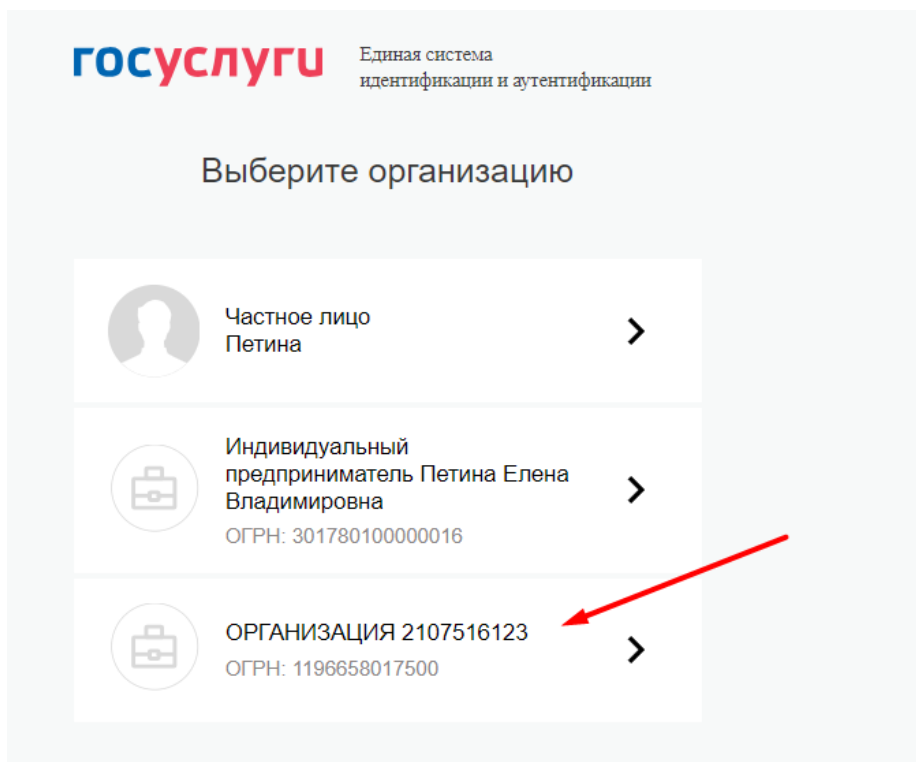 госуслуги
Единая система
идентификации и аутентификации
Выберите организацию
Частное лицо
Петина
Индивидуальный
предприниматель Петина Елена
Владимировна
ОГРН: 301780100000016
ОРГАНИЗАЦИЯ 2107516123
ОГРН: 1196658017500